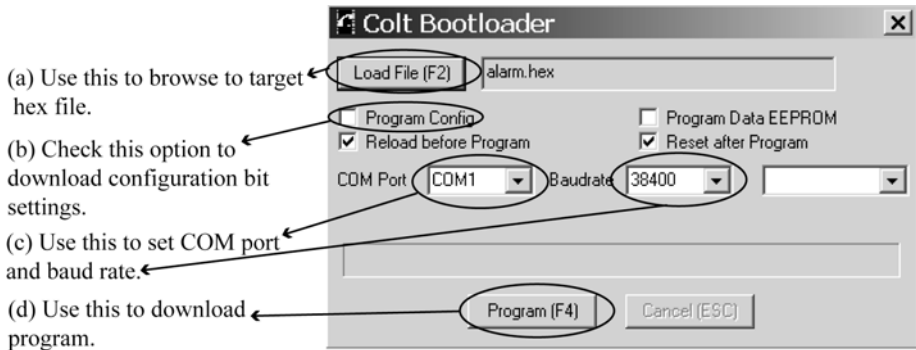 Colt Bootloader
(a) Use this to browse to target
hex file.
Load File (F2)
alarm.hex
(b) Check this option to
download configuration bit
settings.
Program Config
Program Data EEPROM
Reload before Program
Reset after Program
COM Port
COM1
Baudrate
38400
(c) Use this to set COM port
and baud rate.
(d) Use this to download
program.
Program (F4)
Cancel (ESC)